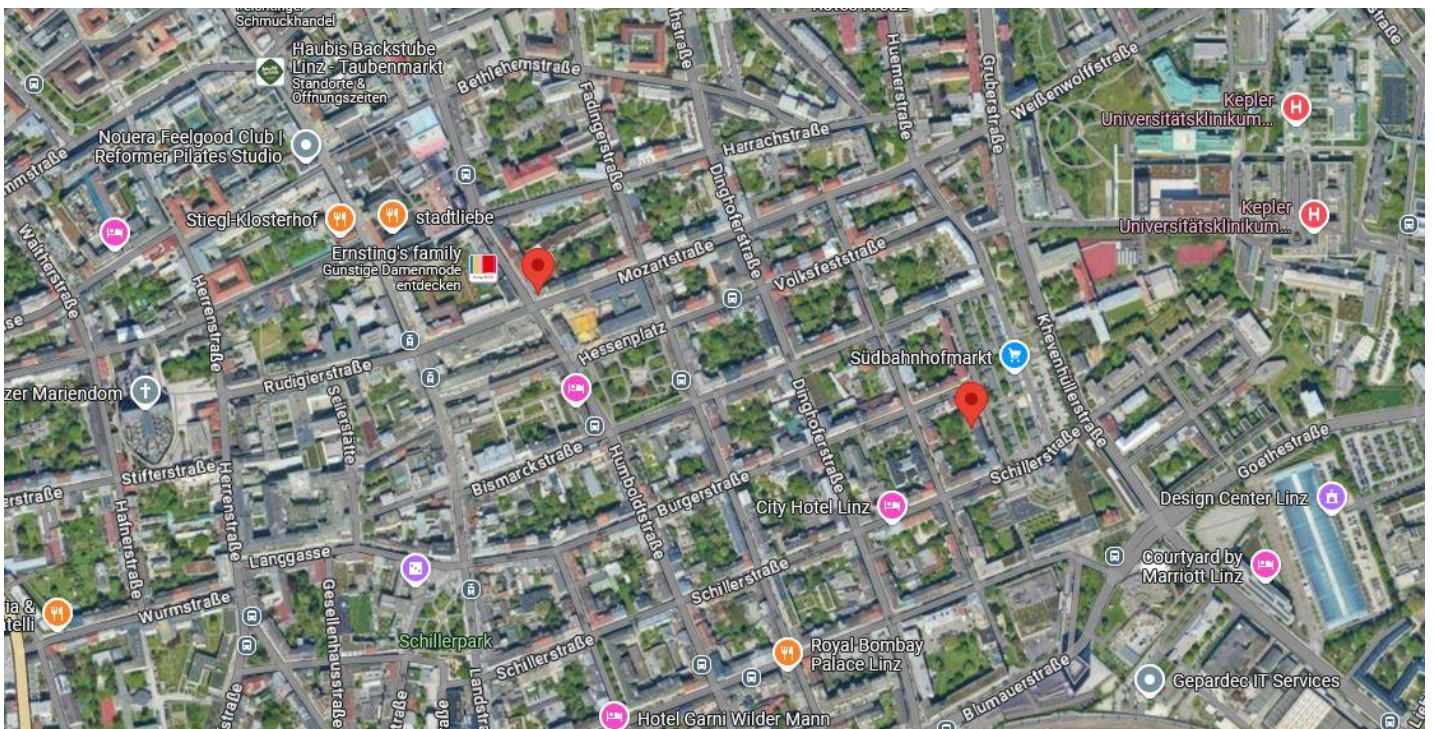 Schmuckhandel
Haubis Backstube
Linz - Taubenmarkt
Standorte &
Öffnungszeiten
Bethlehemstraße
Fadingerstraße
Huemerstraße
Gruberstraße
Weißenwolffstraße
Kepler
Universitätsklinikum...
Nouera Feelgood Club |
Reformer Pilates Studio
Harrachstraße
Dinghoferstraße
Stiegl-Klosterhof
stadtliebe
Kepler
Universitätsklinikum...
Waltherstraße
Herrenstraße
Ernsting's family
Günstige Damenmode
entdecken
Mozartstraße
Volksfeststraße
Hessenplatz
Khevenhüllerstraße
Südbahnhofmarkt
Rudigierstraße
zer Mariendom
Seilerstätte
Dinghoferstraße
Stifterstraße
Herrenstraße
Bismarckstraße
Humboldtstraße
Bürgerstraße
Schillerstraße
Goethestraße
City Hotel Linz
Design Center Linz
Hafnerstraße
Langgasse
Gesellenhausstraße
Wurmstraße
Schillerstraße
Courtyard by
Marriott Linz
ria &
telli
Schillerpark
Schillerstraße
Royal Bombay
Palace Linz
Blumauerstraße
Gepardec IT Services
Hotel Garni Wilder Mann